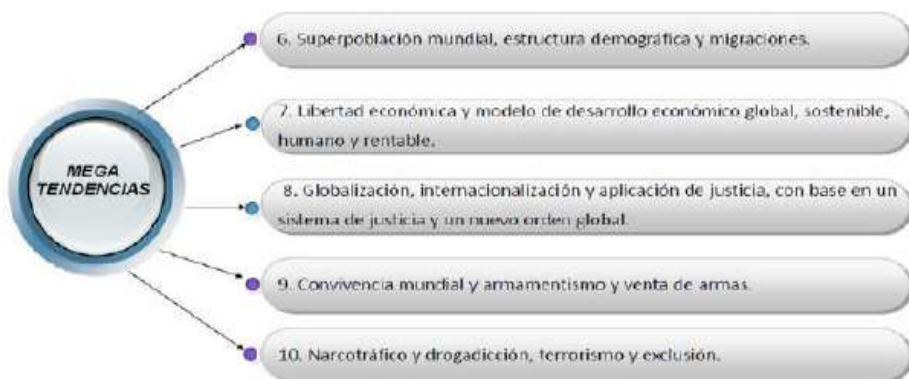 MEGA
TENDENCIAS
6. Superpoblación mundial, estructura demográfica y migraciones.
7. Libertad económica y modelo de desarrollo económico global, sostenible,
humano y rentable.
8. Globalización, internacionalización y aplicación de justicia, con base en un
sistema de justicia y un nuevo orden global.
9. Convivencia mundial y armamentismo y venta de armas.
10. Narcotráfico y drogadicción, terrorismo y exclusión.